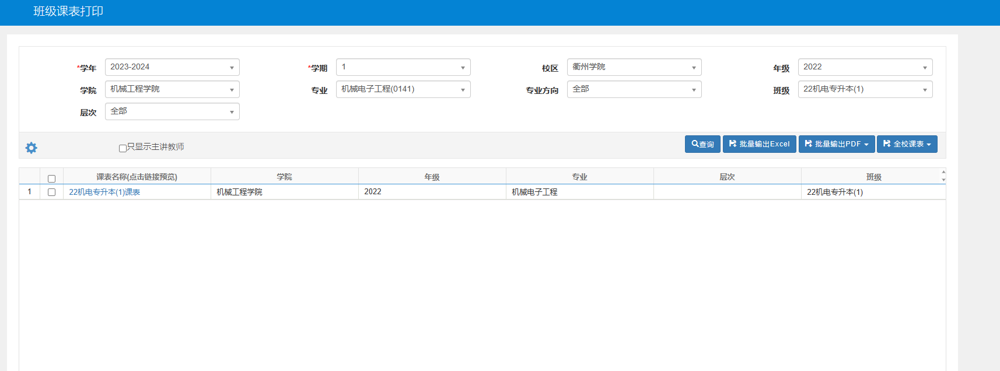 班级课表打印
*学年 2023-2024 *学期 1 校区 衢州学院 年级 2022
学院 机械工程学院 专业 机械电子工程(0141) 专业方向 全部 班级 22机电专升本(1)
层次 全部
只显示主讲教师 查询 批量输出Excel 批量输出PDF 全校课表
课表名称(点击链接预览) 学院 年级 专业 层次 班级
1 22机电专升本(1)课表 机械工程学院 2022 机械电子工程 22机电专升本(1)